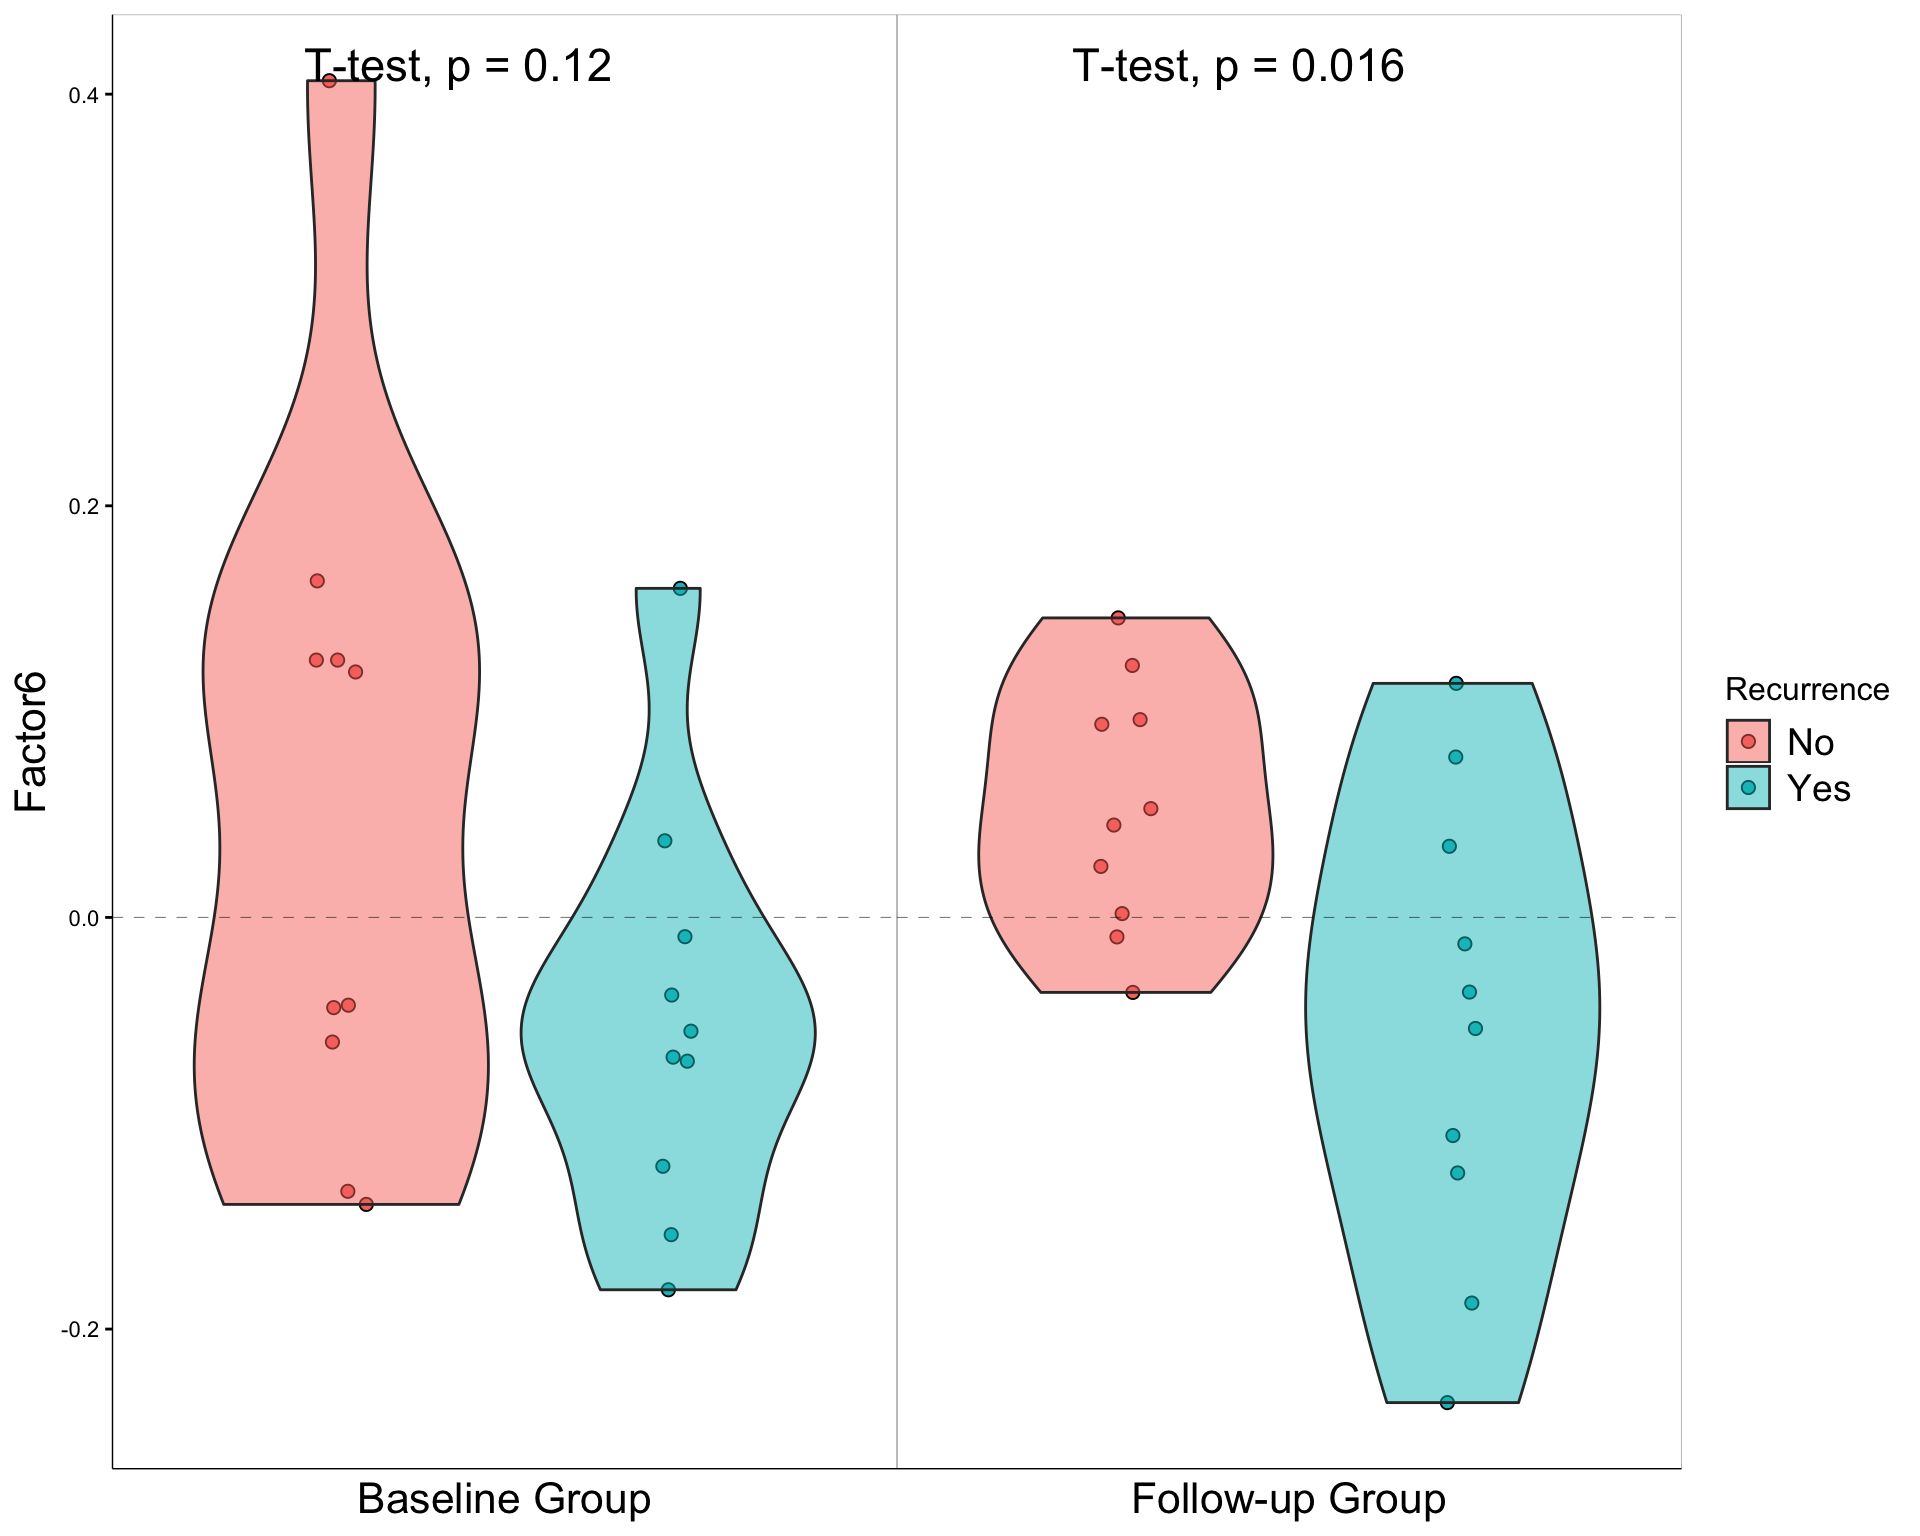 T-test, p = 0.12
T-test, p = 0.016
0.4
0.2
0.0
-0.2
Factor6
Baseline Group
Follow-up Group
Recurrence
No
Yes